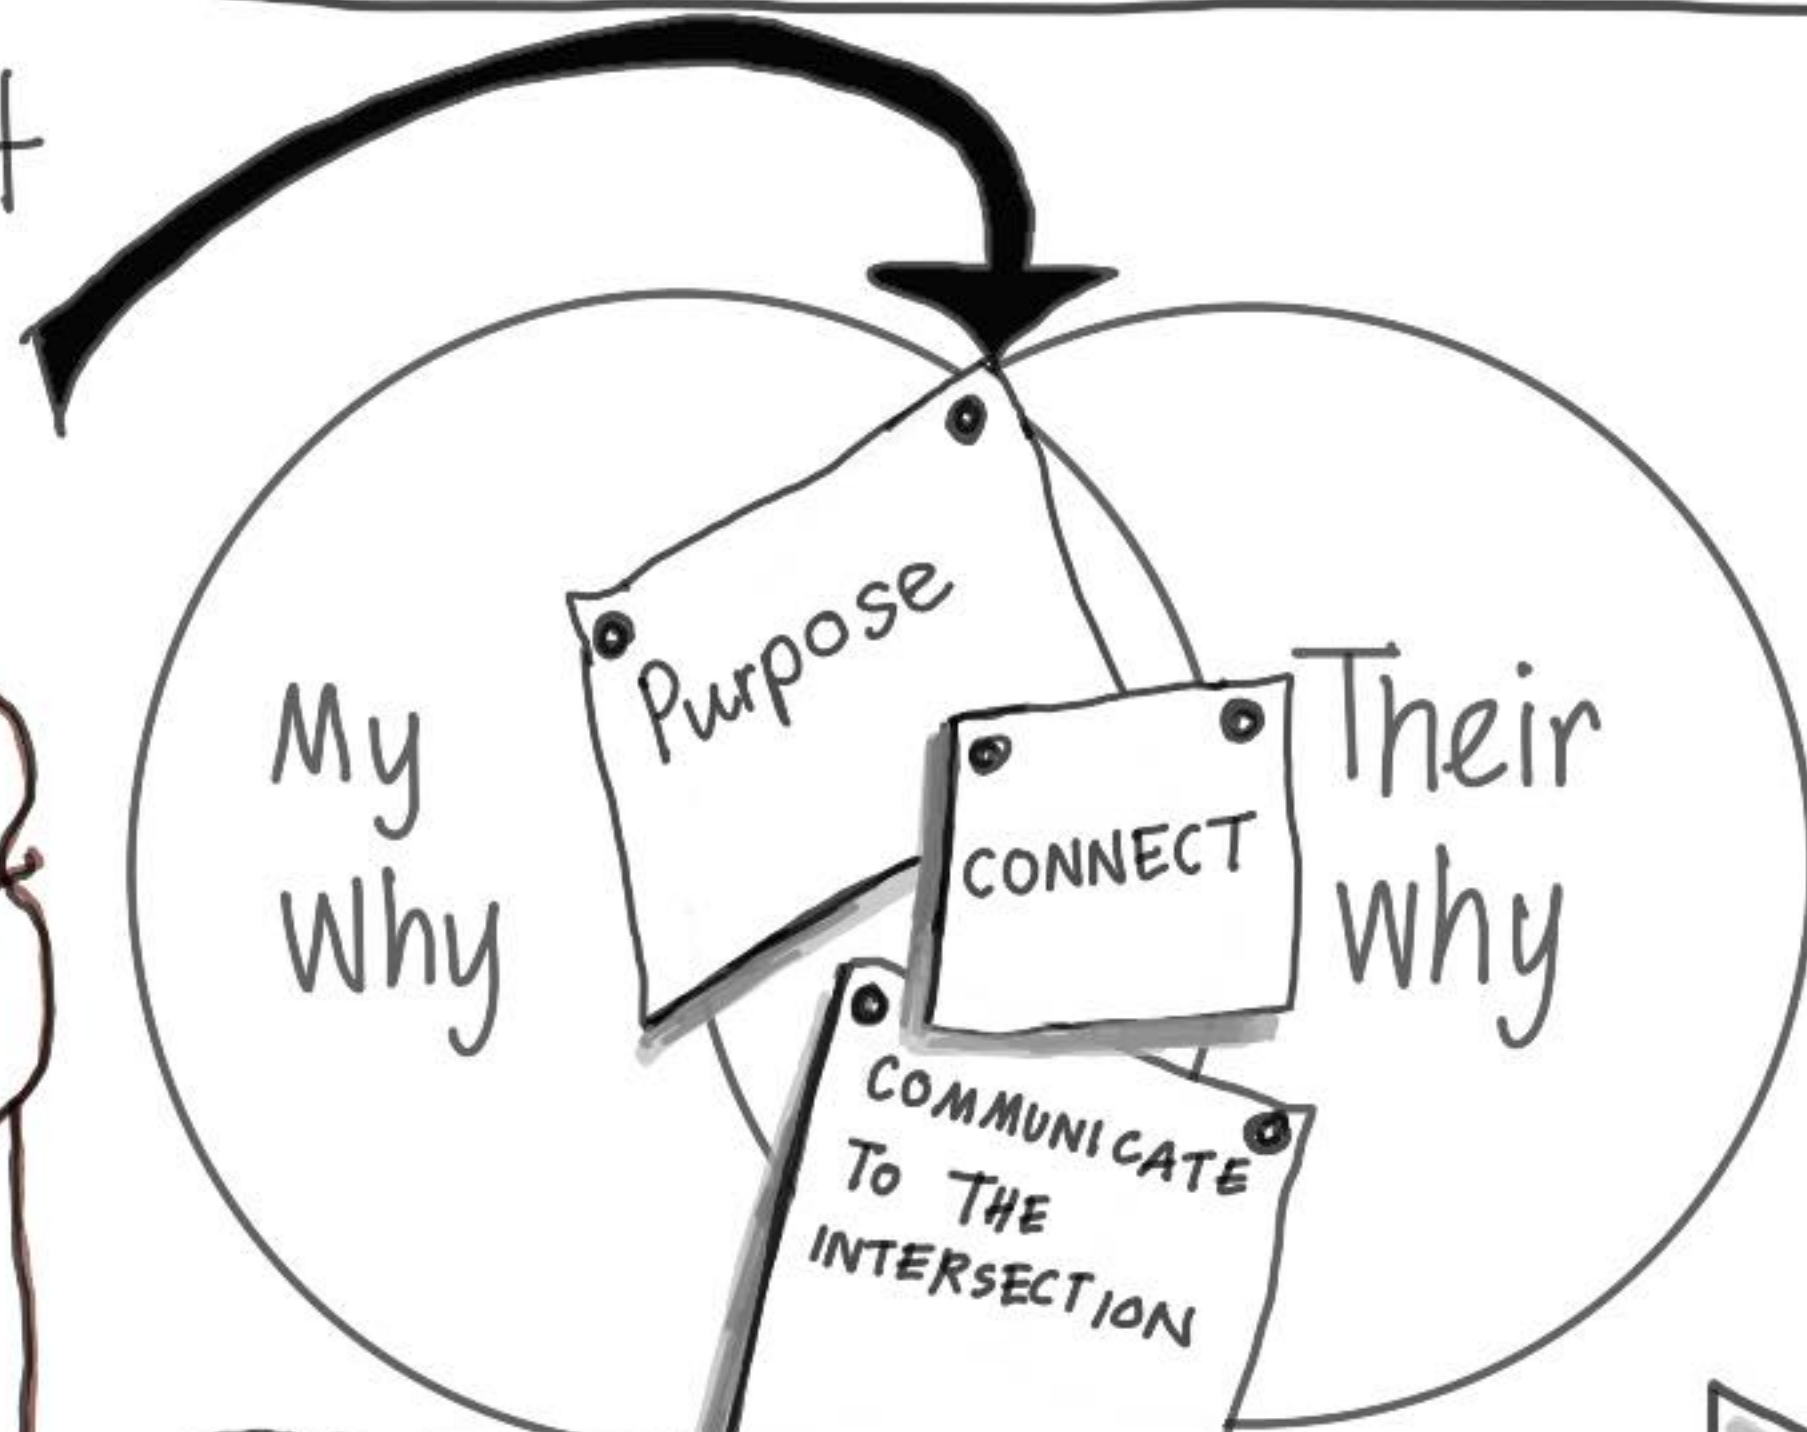 Purpose
My
Why
CONNECT
Their
Why
COMMUNICATE
TO THE
INTERSECTION